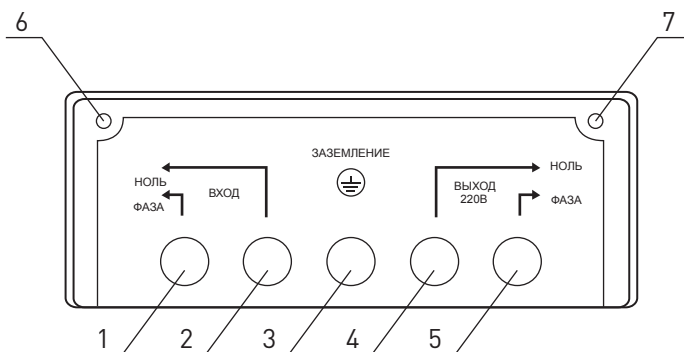 6 7
ЗАЗЕМЛЕНИЕ
НОЛЬ
ФАЗА
ВХОД
ВЫХОД
220В
НОЛЬ
ФАЗА
1 2 3 4 5